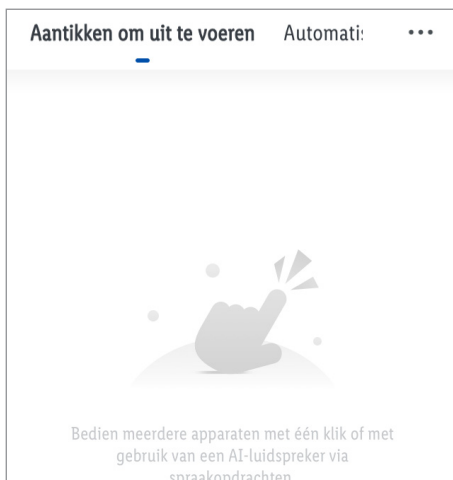 Aantikken om uit te voeren Automati
Bedien meerdere apparaten met één klik of met
gebruik van een AI-luidspreker via
spraakopdrachten